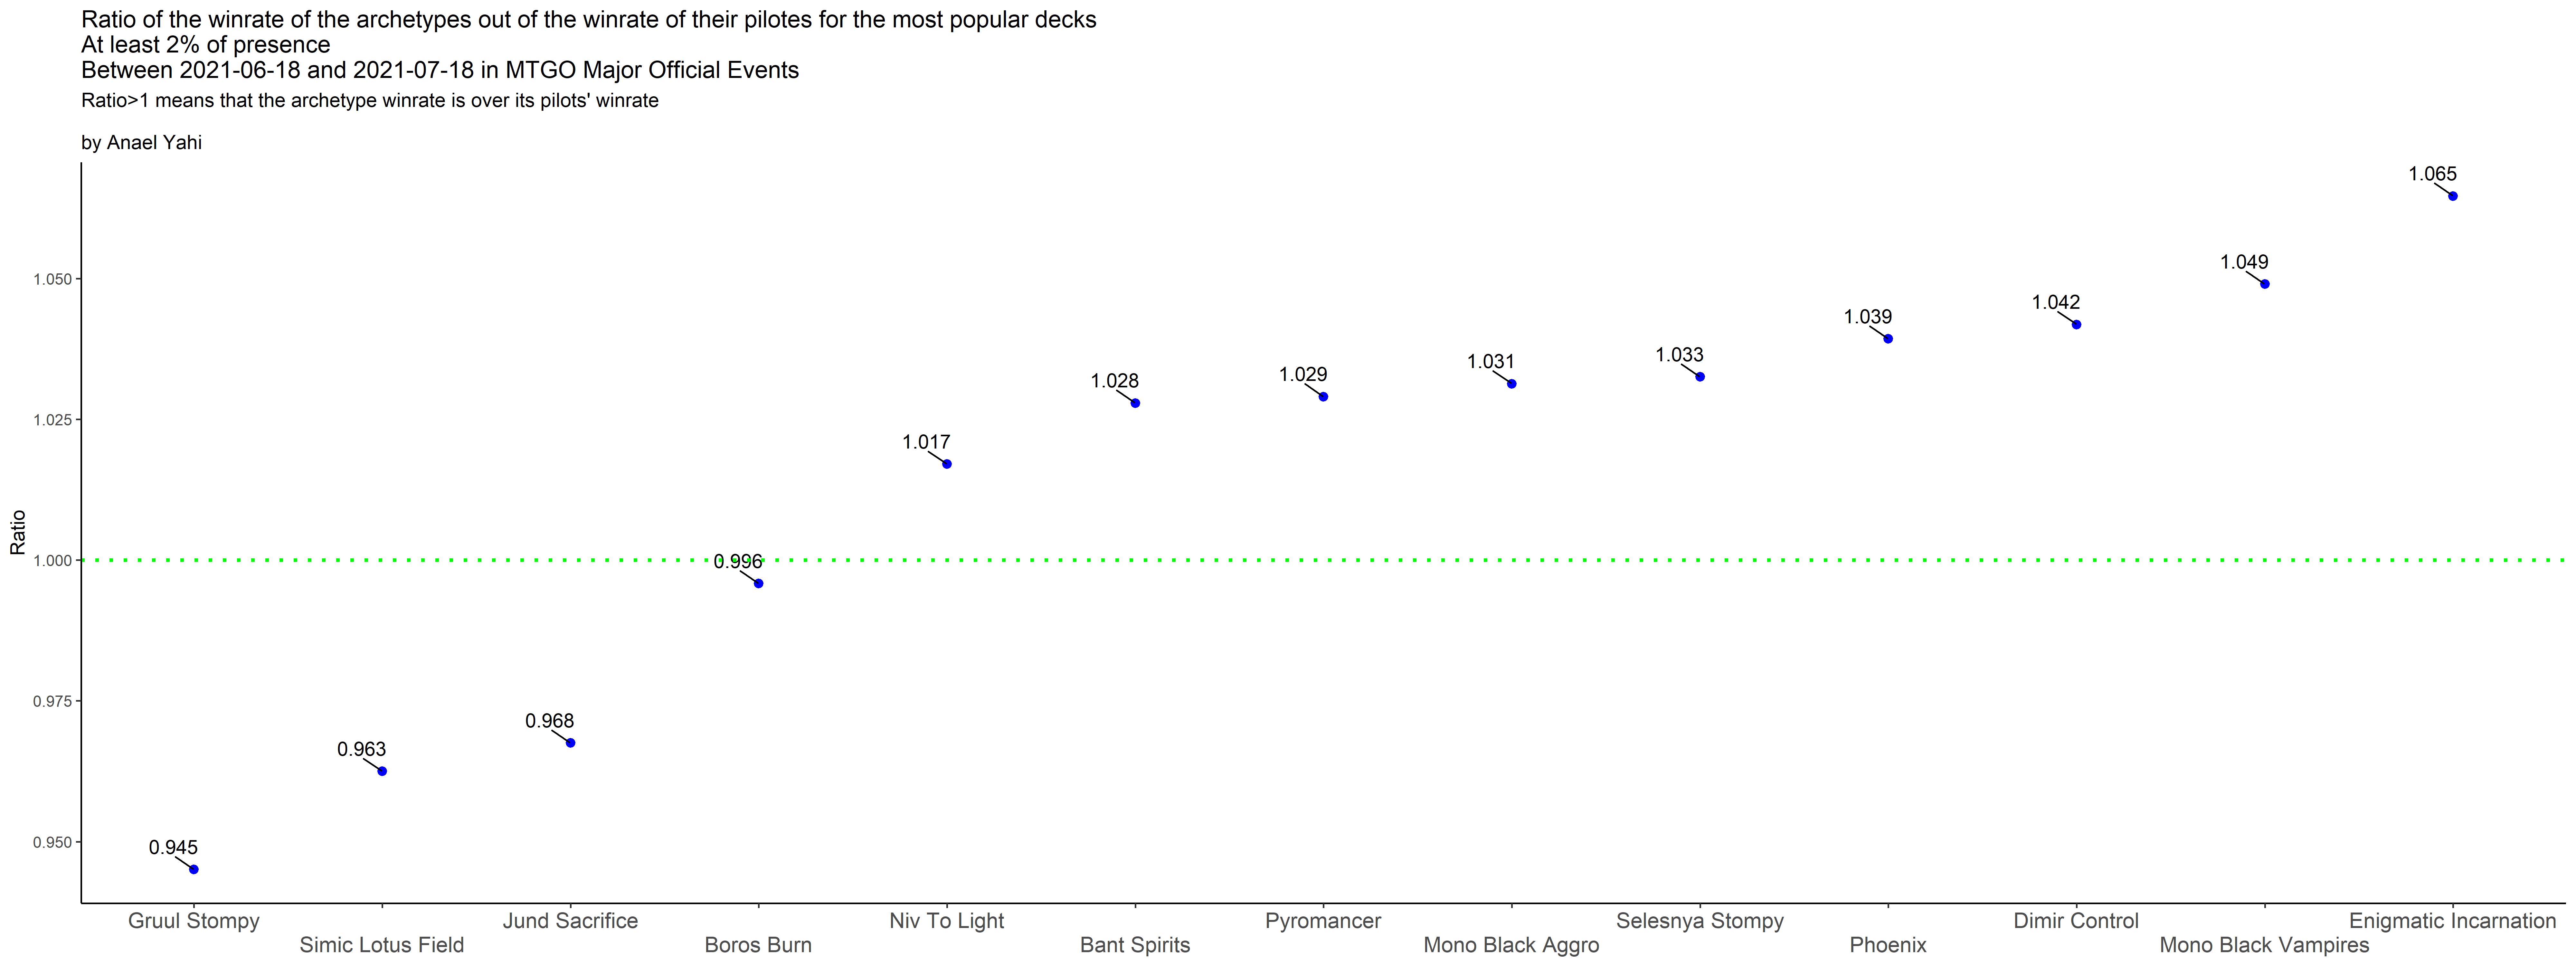 Ratio of the winrate of the archetypes out of the winrate of their pilotes for the most popular decks
At least 2% of presence
Between 2021-06-18 and 2021-07-18 in MTGO Major Official Events
Ratio>1 means that the archetype winrate is over its pilots' winrate
by Anael Yahi
1.065
1.050
1.049
1.042
1.039
1.033
1.031
1.029
1.028
1.025
1.017
Ratio
1.000
0.996
0.975
0.968
0.963
0.950
0.945
Gruul Stompy
Simic Lotus Field
Jund Sacrifice
Boros Burn
Niv To Light
Bant Spirits
Pyromancer
Mono Black Aggro
Selesnya Stompy
Phoenix
Dimir Control
Mono Black Vampires
Enigmatic Incarnation